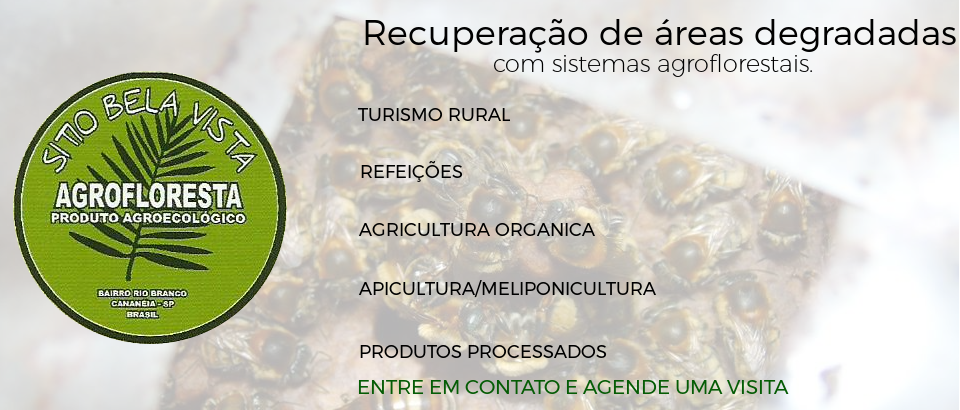 Recuperação de áreas degradadas
com sistemas agroflorestais.
SITIO BELA VISTA
AGROFLORESTA
PRODUTO AGROECOLÓGICO
BAIRRO RIO BRANCO
CANANÉIA - SP
BRASIL
TURISMO RURAL
REFEIÇÕES
AGRICULTURA ORGANICA
APICULTURA/MELIPONICULTURA
PRODUTOS PROCESSADOS
ENTRE EM CONTATO E AGENDE UMA VISITA